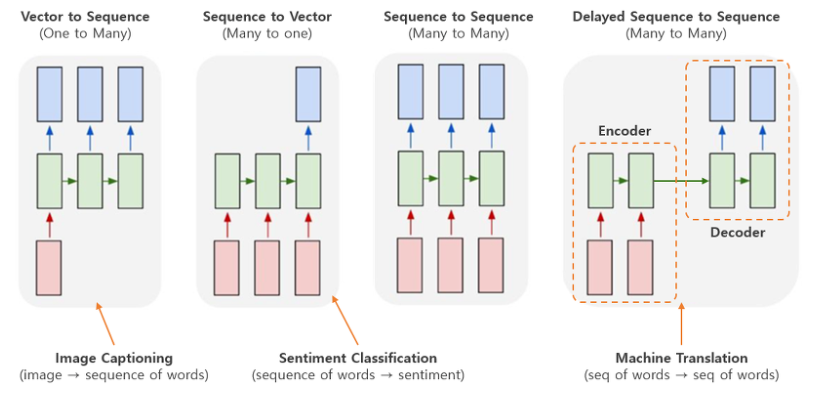 Vector to Sequence
(One to Many)
Sequence to Vector
(Many to one)
Sequence to Sequence
(Many to Many)
Delayed Sequence to Sequence
(Many to Many)
Encoder
Decoder
Image Captioning
(image → sequence of words)
Sentiment Classification
(sequence of words → sentiment)
Machine Translation
(seq of words → seq of words)